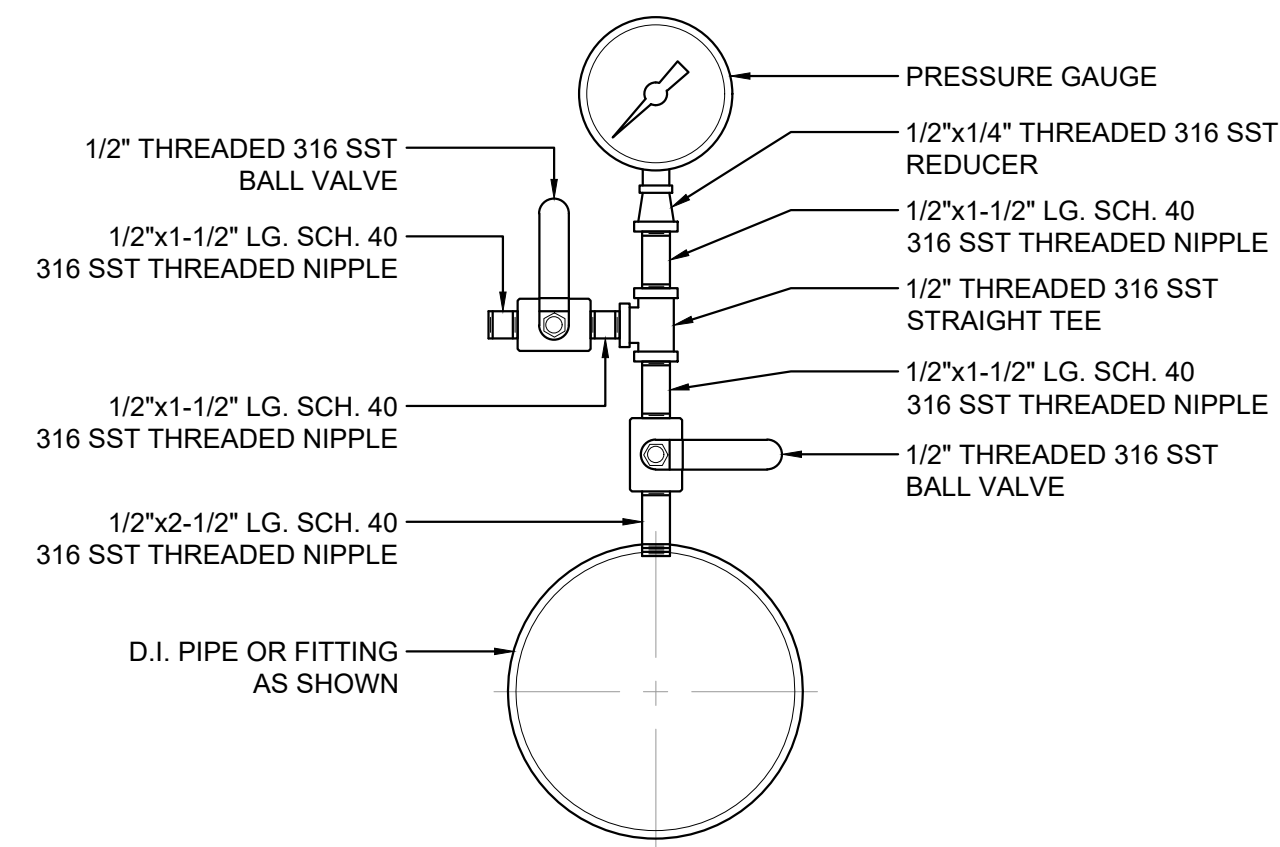 PRESSURE GAUGE
1/2"x1/4" THREADED 316 SST
REDUCER
1/2" THREADED 316 SST
BALL VALVE
1/2"x1-1/2" LG. SCH. 40
316 SST THREADED NIPPLE
1/2"x1-1/2" LG. SCH. 40
316 SST THREADED NIPPLE
1/2" THREADED 316 SST
STRAIGHT TEE
1/2"x1-1/2" LG. SCH. 40
316 SST THREADED NIPPLE
1/2"x1-1/2" LG. SCH. 40
316 SST THREADED NIPPLE
1/2" THREADED 316 SST
BALL VALVE
1/2"x2-1/2" LG. SCH. 40
316 SST THREADED NIPPLE
D.I. PIPE OR FITTING
AS SHOWN